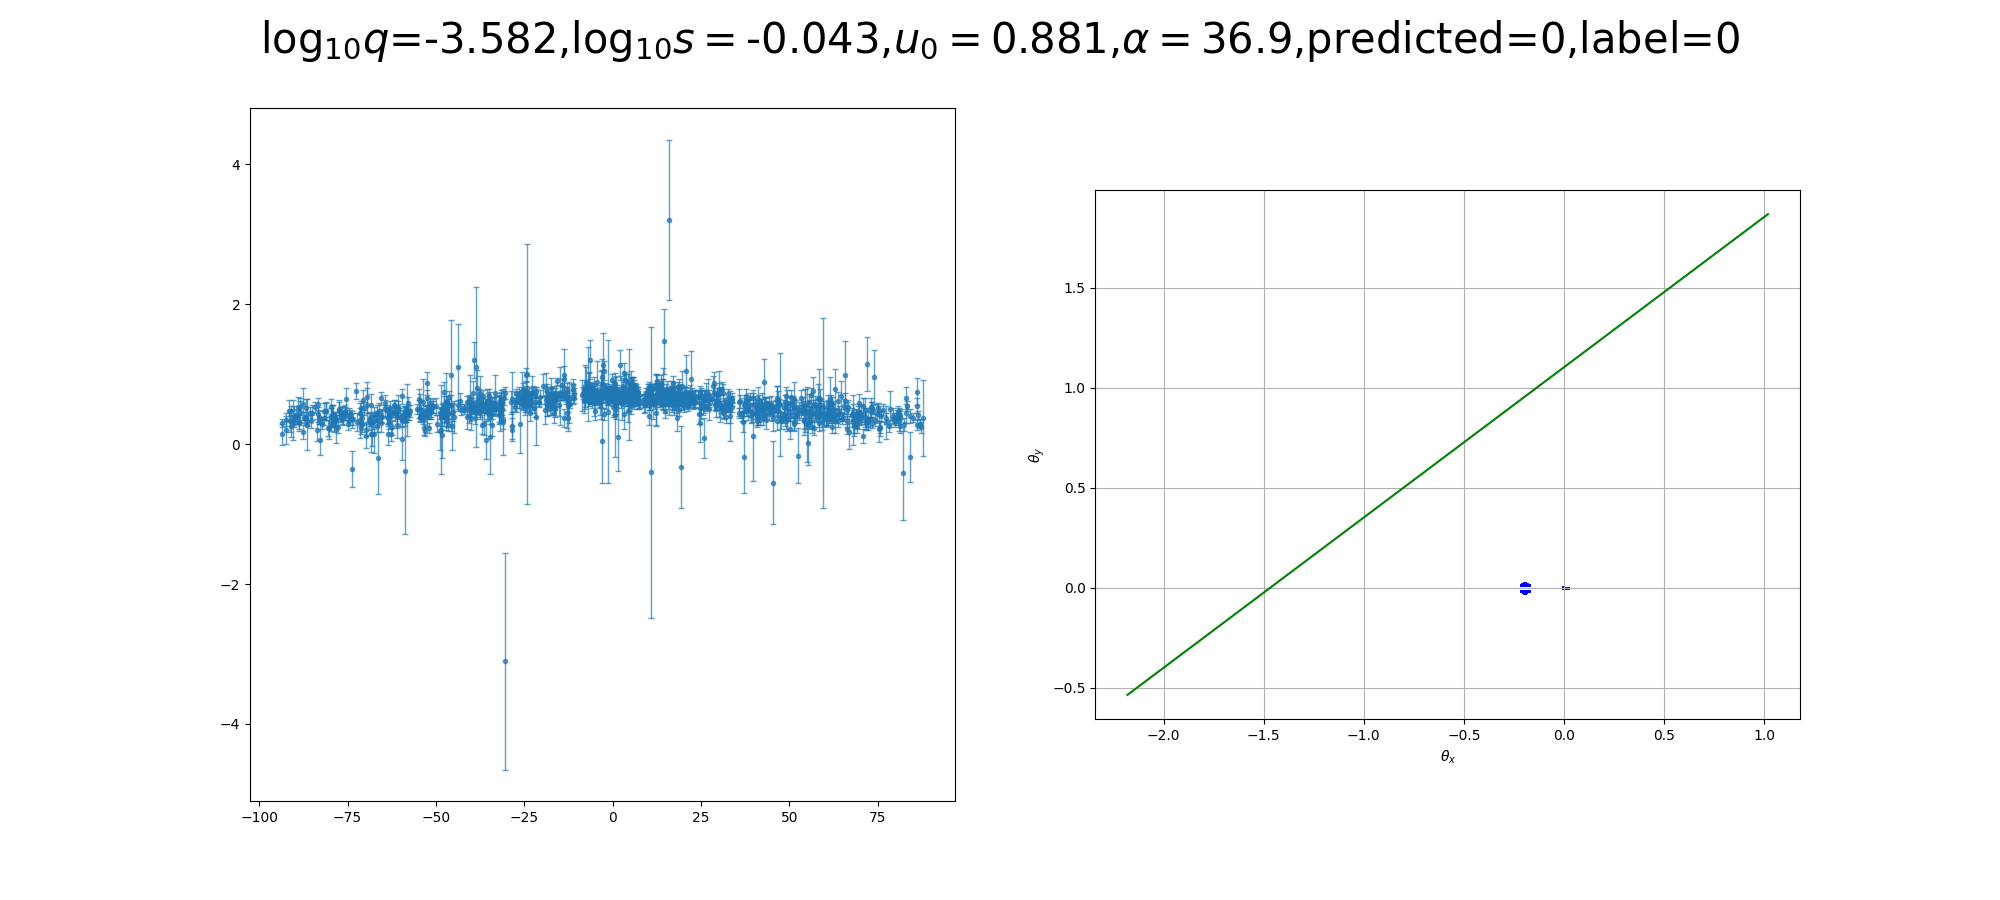 log₁₀q=-3.582,log₁₀s = -0.043,u₀ = 0.881,α = 36.9,predicted=0,label=0
4
2
0
−2
−4
−100 −75 −50 −25 0 25 50 75
θy
1.5
1.0
0.5
0.0
−0.5
−2.0 −1.5 −1.0 −0.5 0.0 0.5 1.0
θx